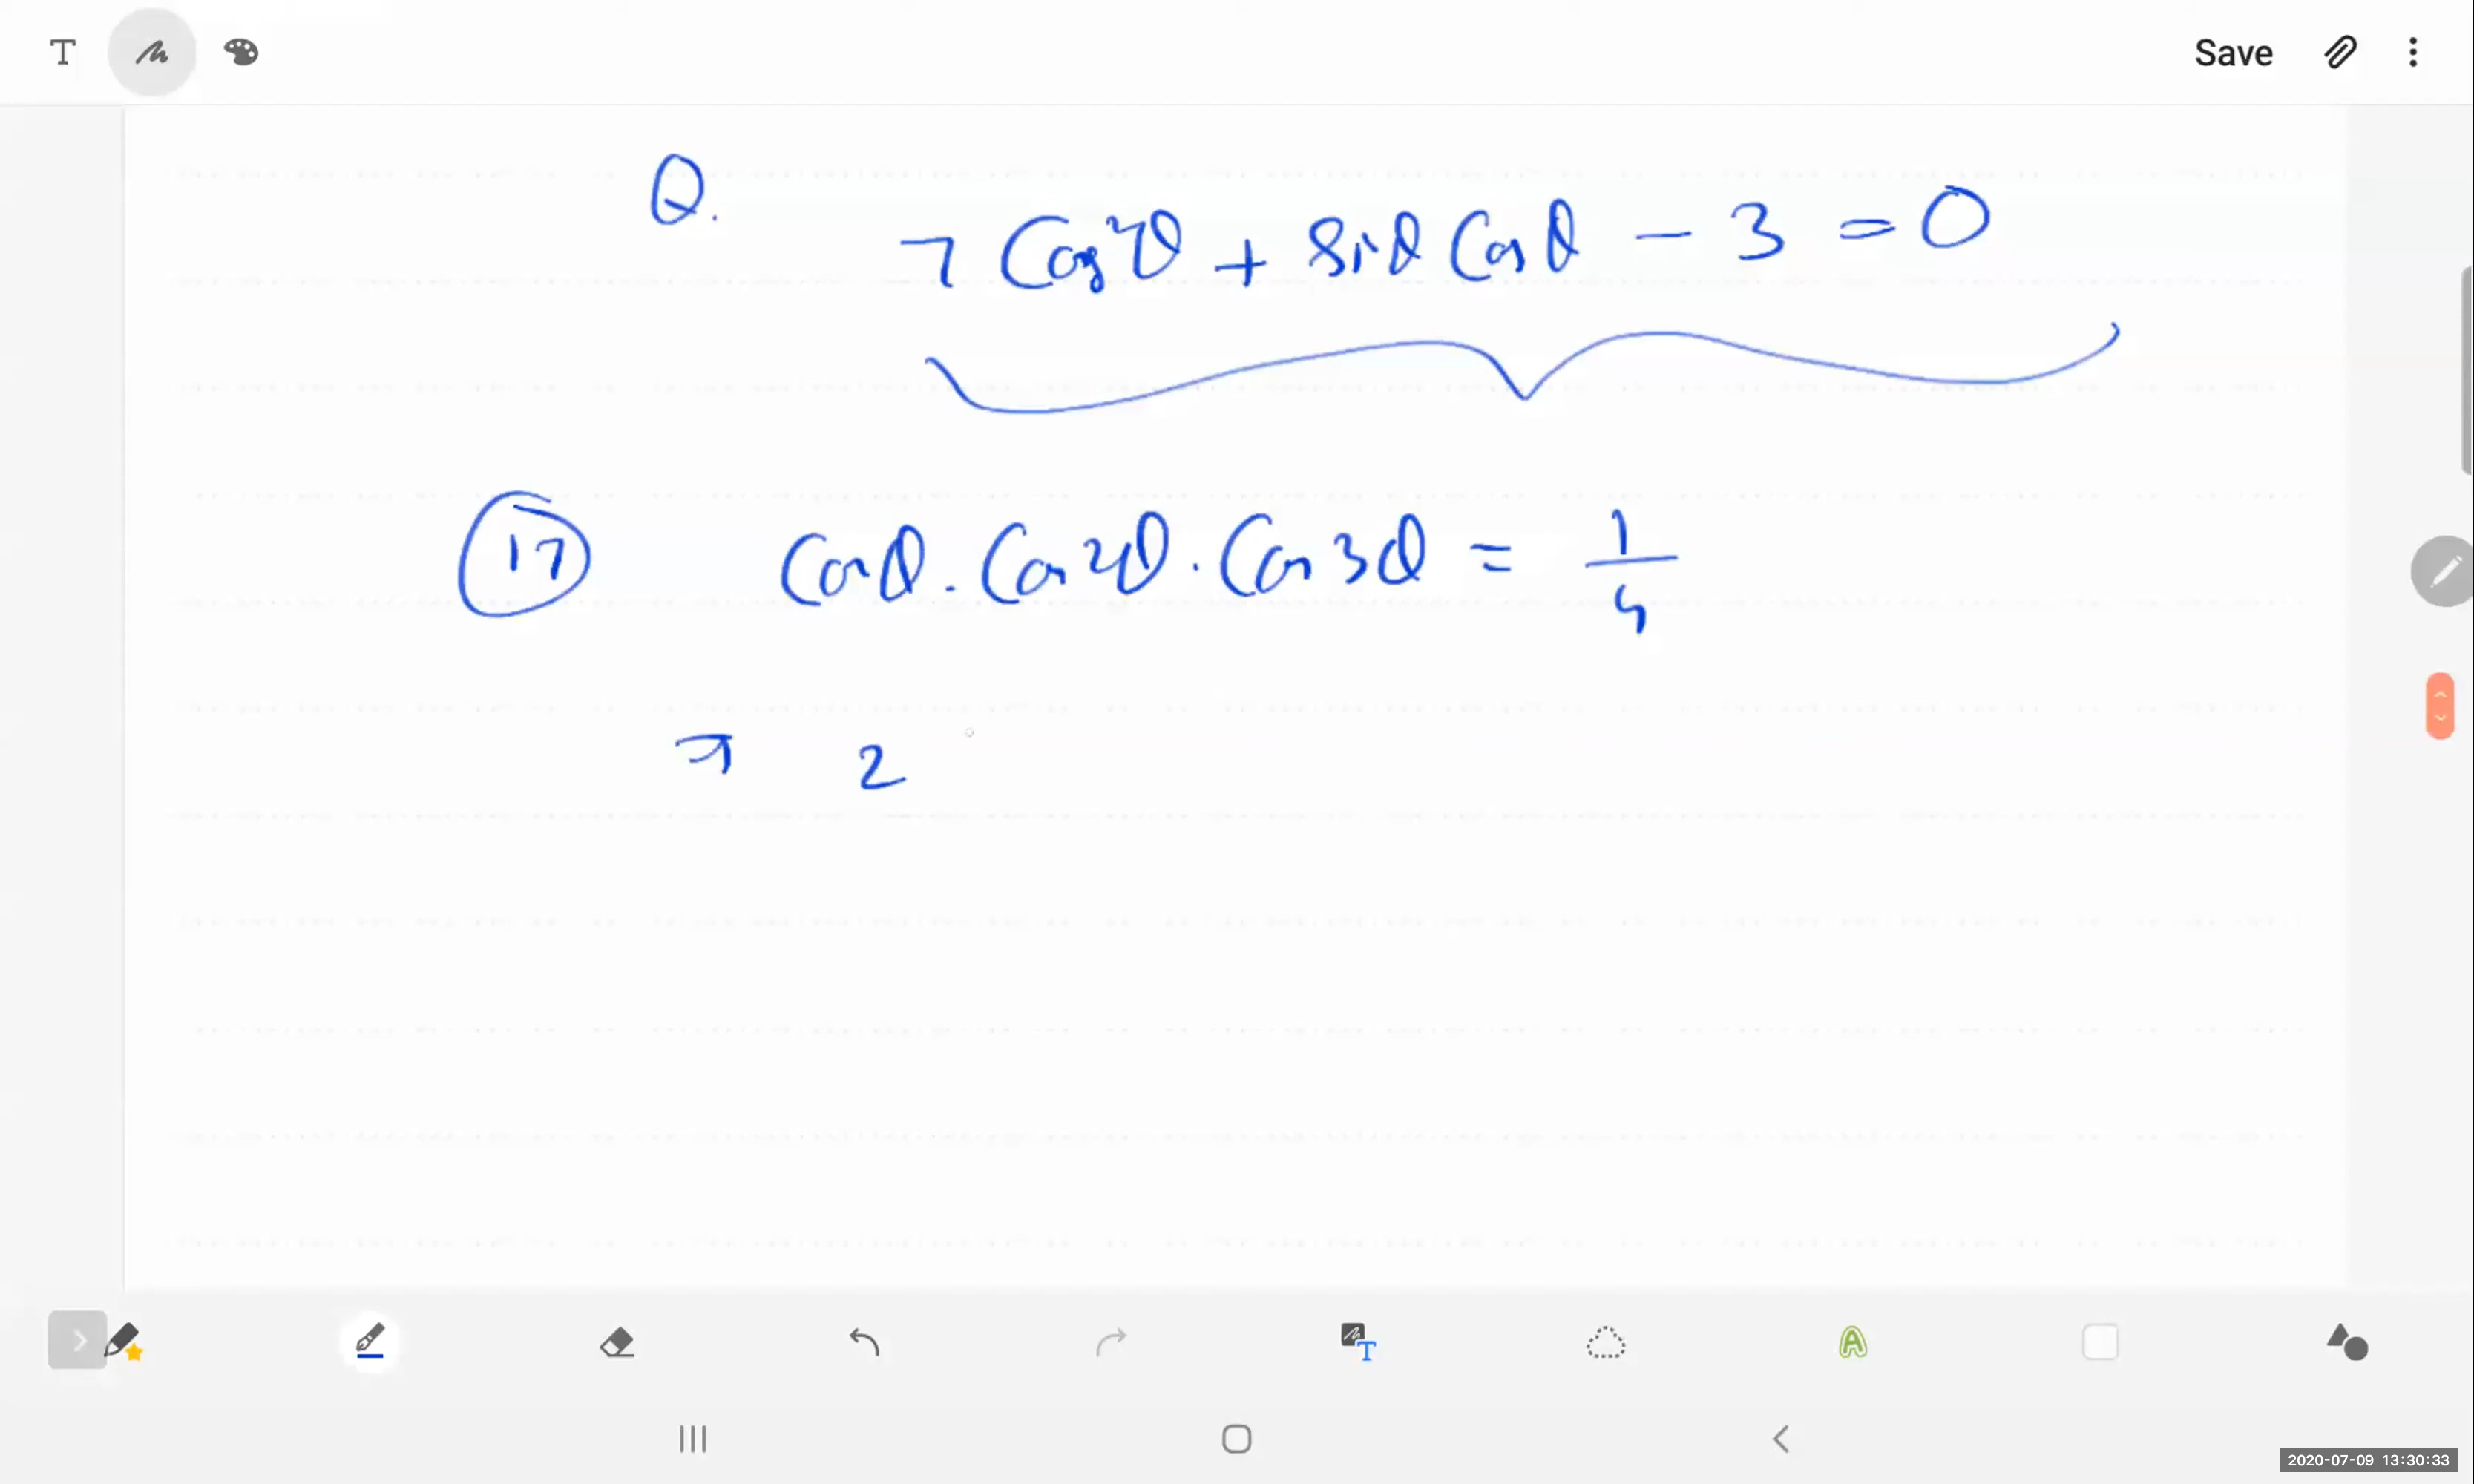 Save
Q. 7 Cos²θ + sinθ Cosθ - 3 = 0
17 Cosθ . Cos2θ . Cos3θ = 1/4
⇒ 2
T
A
2020-07-09 13:30:33